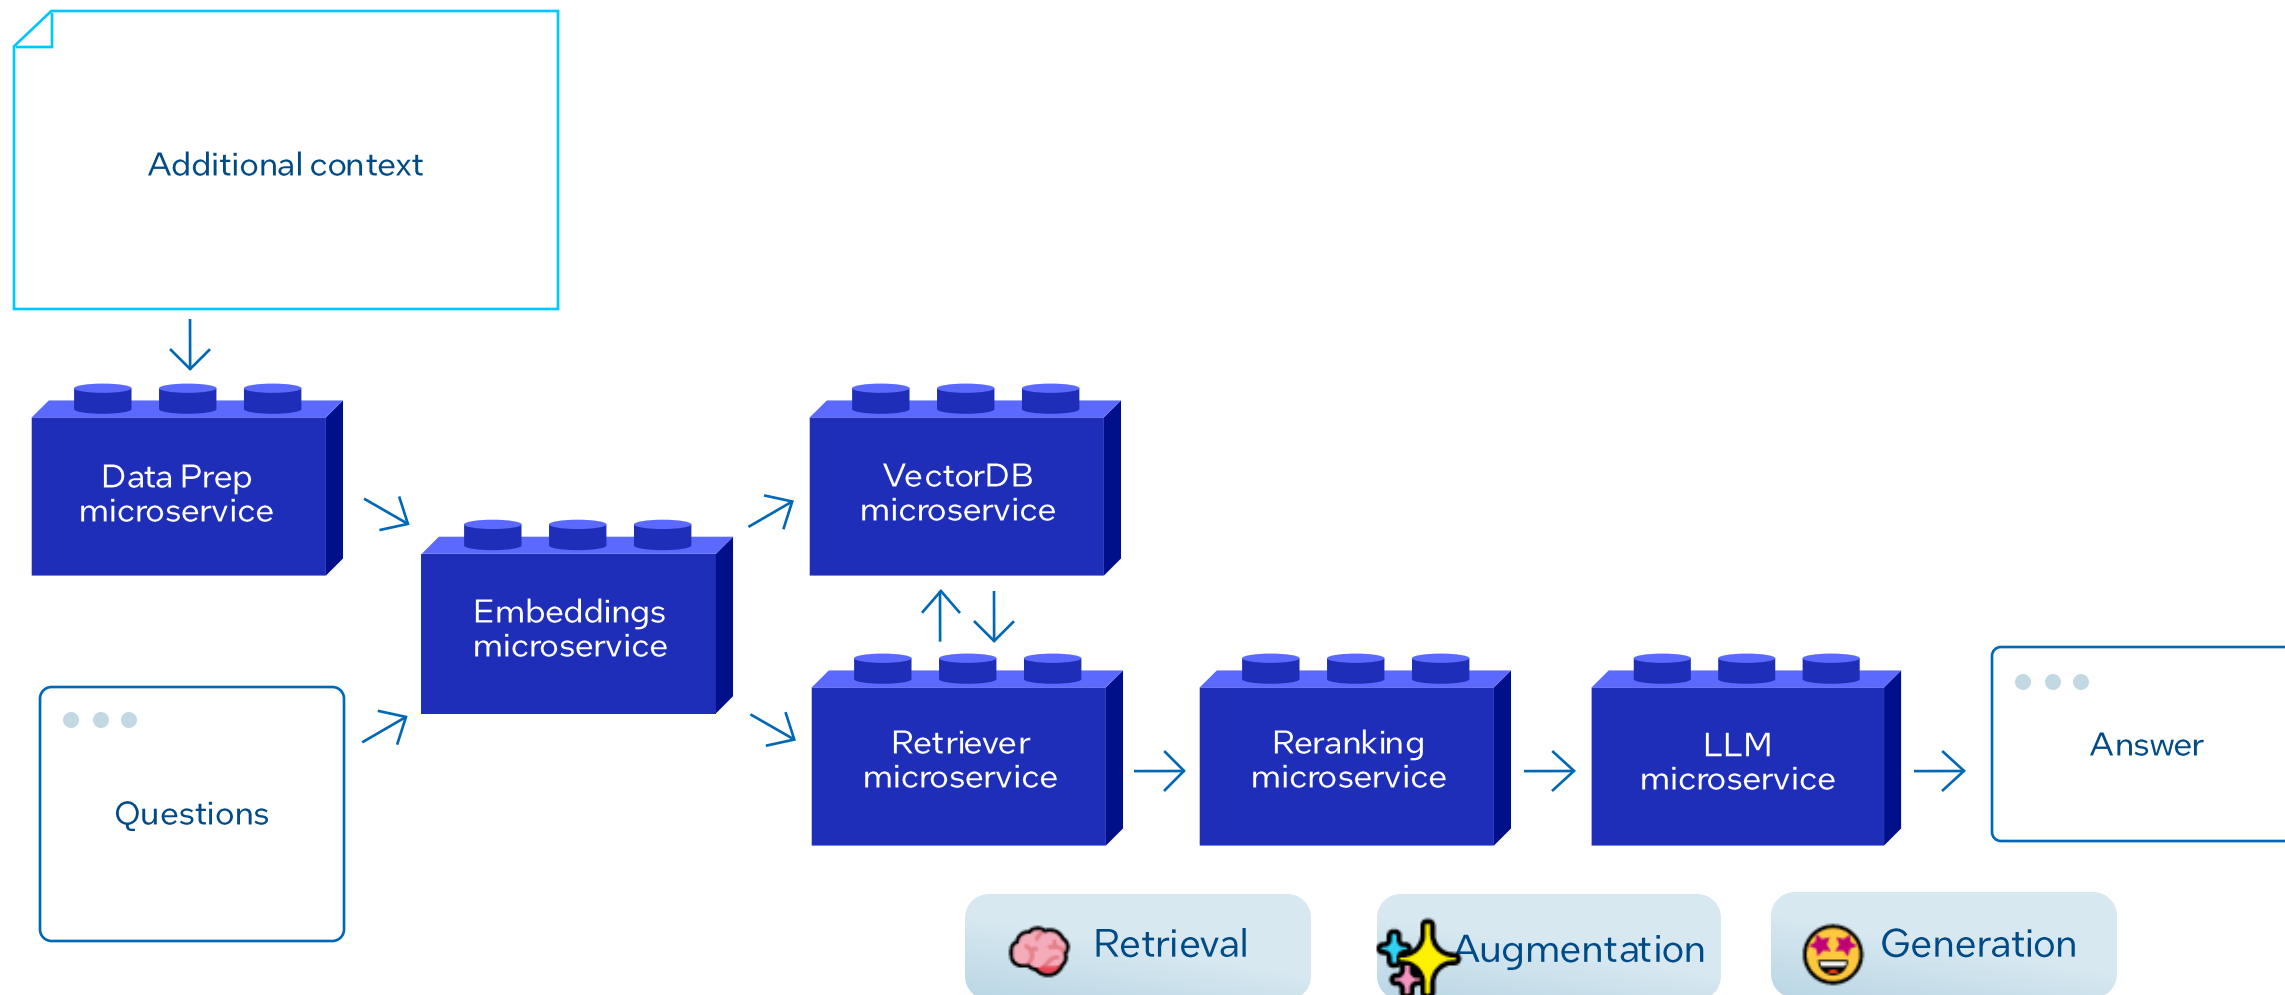 Additional context
Data Prep
microservice
VectorDB
microservice
Embeddings
microservice
Questions
Retriever
microservice
Reranking
microservice
LLM
microservice
Answer
Retrieval
Augmentation
Generation